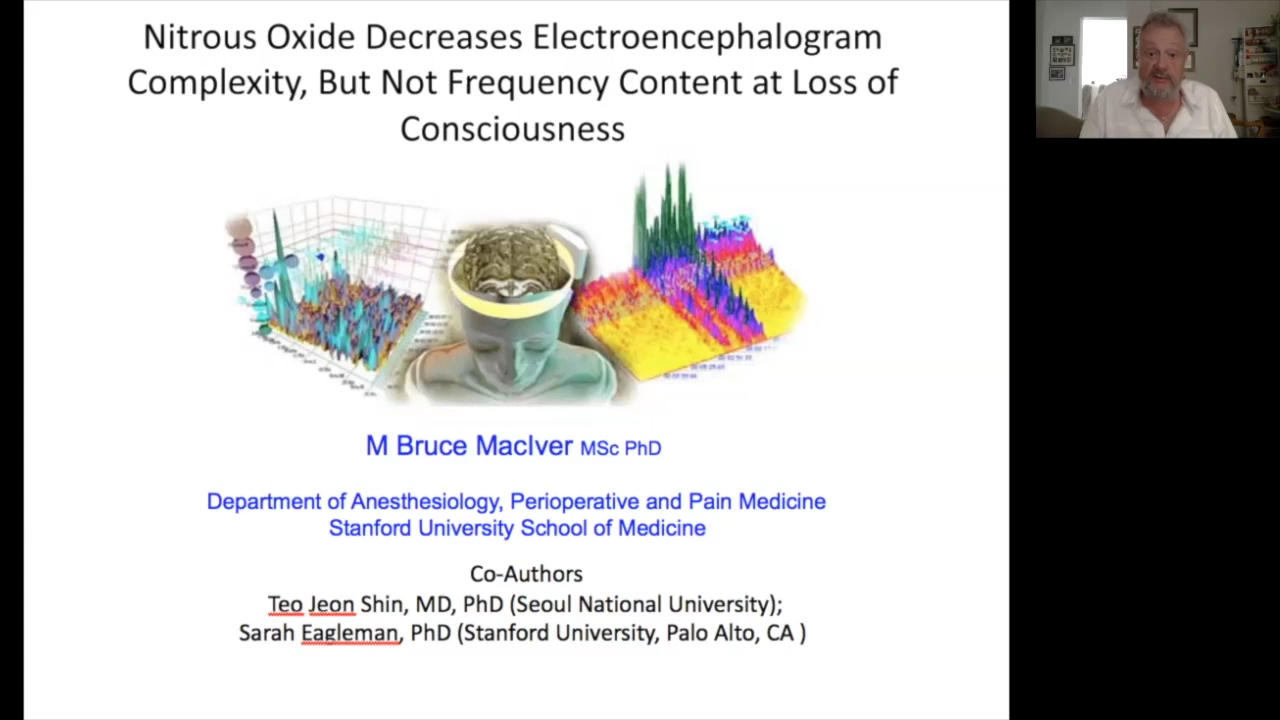 Nitrous Oxide Decreases Electroencephalogram
Complexity, But Not Frequency Content at Loss of
Consciousness
M Bruce MacIver MSc PhD
Department of Anesthesiology, Perioperative and Pain Medicine
Stanford University School of Medicine
Co-Authors
Teo Jeon Shin, MD, PhD (Seoul National University);
Sarah Eagleman, PhD (Stanford University, Palo Alto, CA )